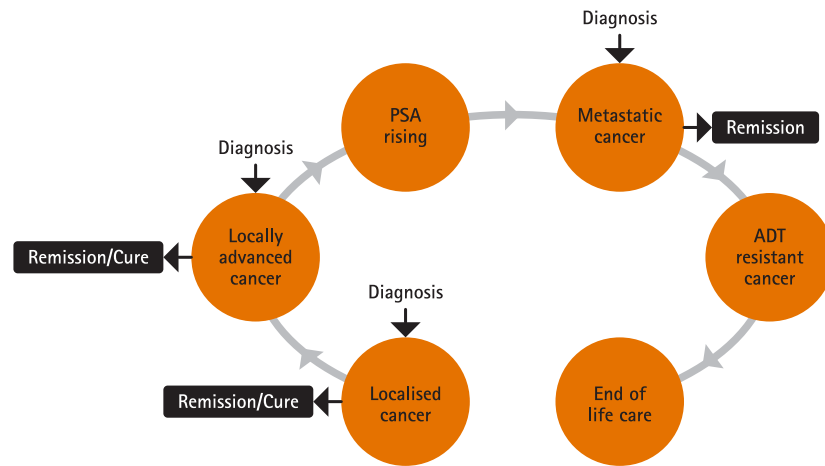 Diagnosis
PSA
rising
Metastatic
cancer
Remission
Diagnosis
Locally
advanced
cancer
Remission/Cure
ADT
resistant
cancer
Diagnosis
Localised
cancer
Remission/Cure
End of
life care